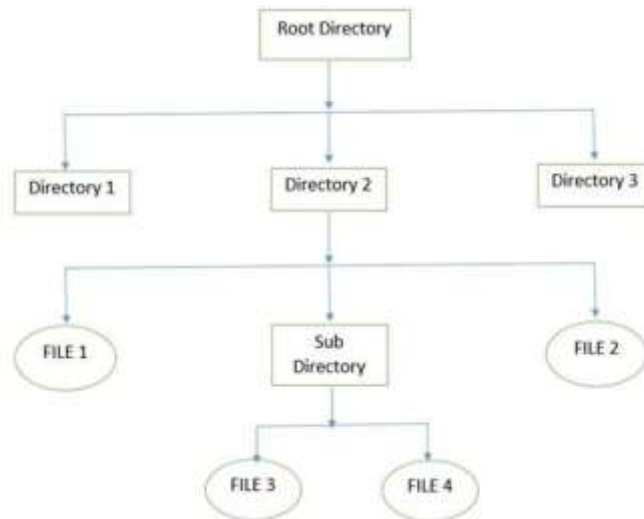 Root Directory
Directory 1
Directory 2
Directory 3
FILE 1
Sub
Directory
FILE 2
FILE 3
FILE 4